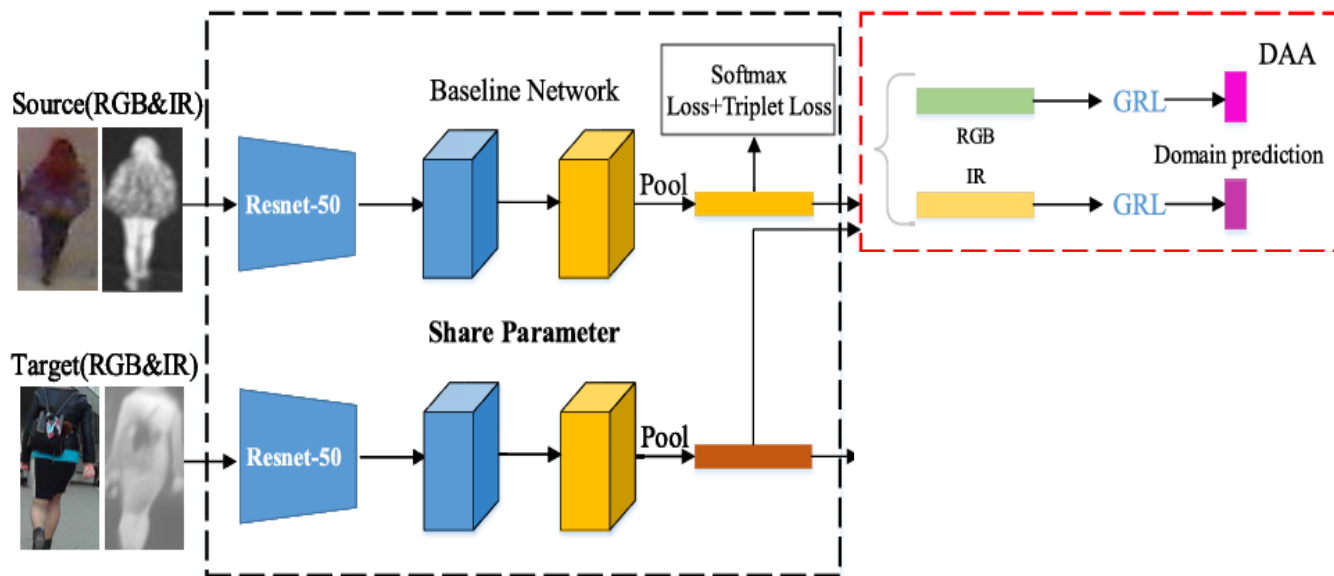 Source(RGB&IR)
Baseline Network
Softmax
Loss+Triplet Loss
DAA
Resnet-50
Pool
RGB
GRL
Domain prediction
IR
GRL
Share Parameter
Target(RGB&IR)
Resnet-50
Pool